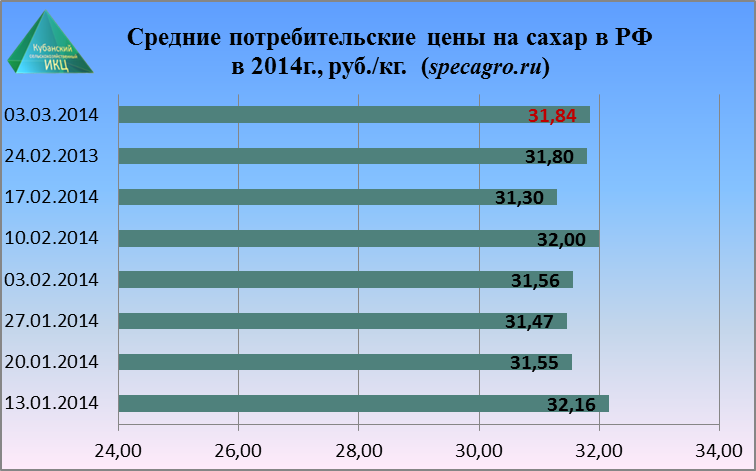 Кубанский
сельскохозяйственный
ИКЦ
Средние потребительские цены на сахар в РФ
в 2014г., руб./кг. (specagro.ru)
03.03.2014 31,84
24.02.2013 31,80
17.02.2014 31,30
10.02.2014 32,00
03.02.2014 31,56
27.01.2014 31,47
20.01.2014 31,55
13.01.2014 32,16
24,00 26,00 28,00 30,00 32,00 34,00